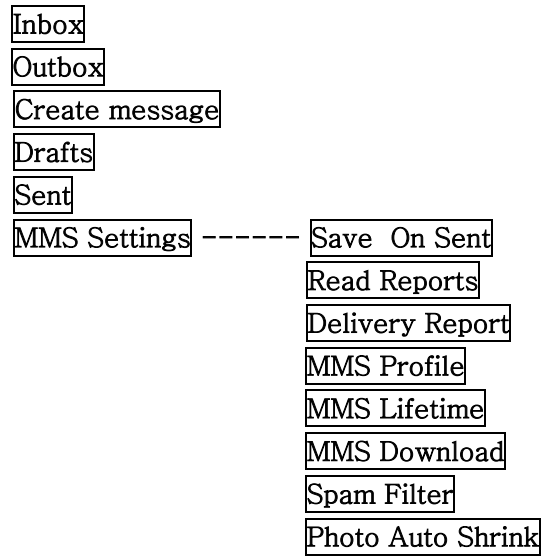 Inbox
Outbox
Create message
Drafts
Sent
MMS Settings ------ Save  On Sent
Read Reports
Delivery Report
MMS Profile
MMS Lifetime
MMS Download
Spam Filter
Photo Auto Shrink